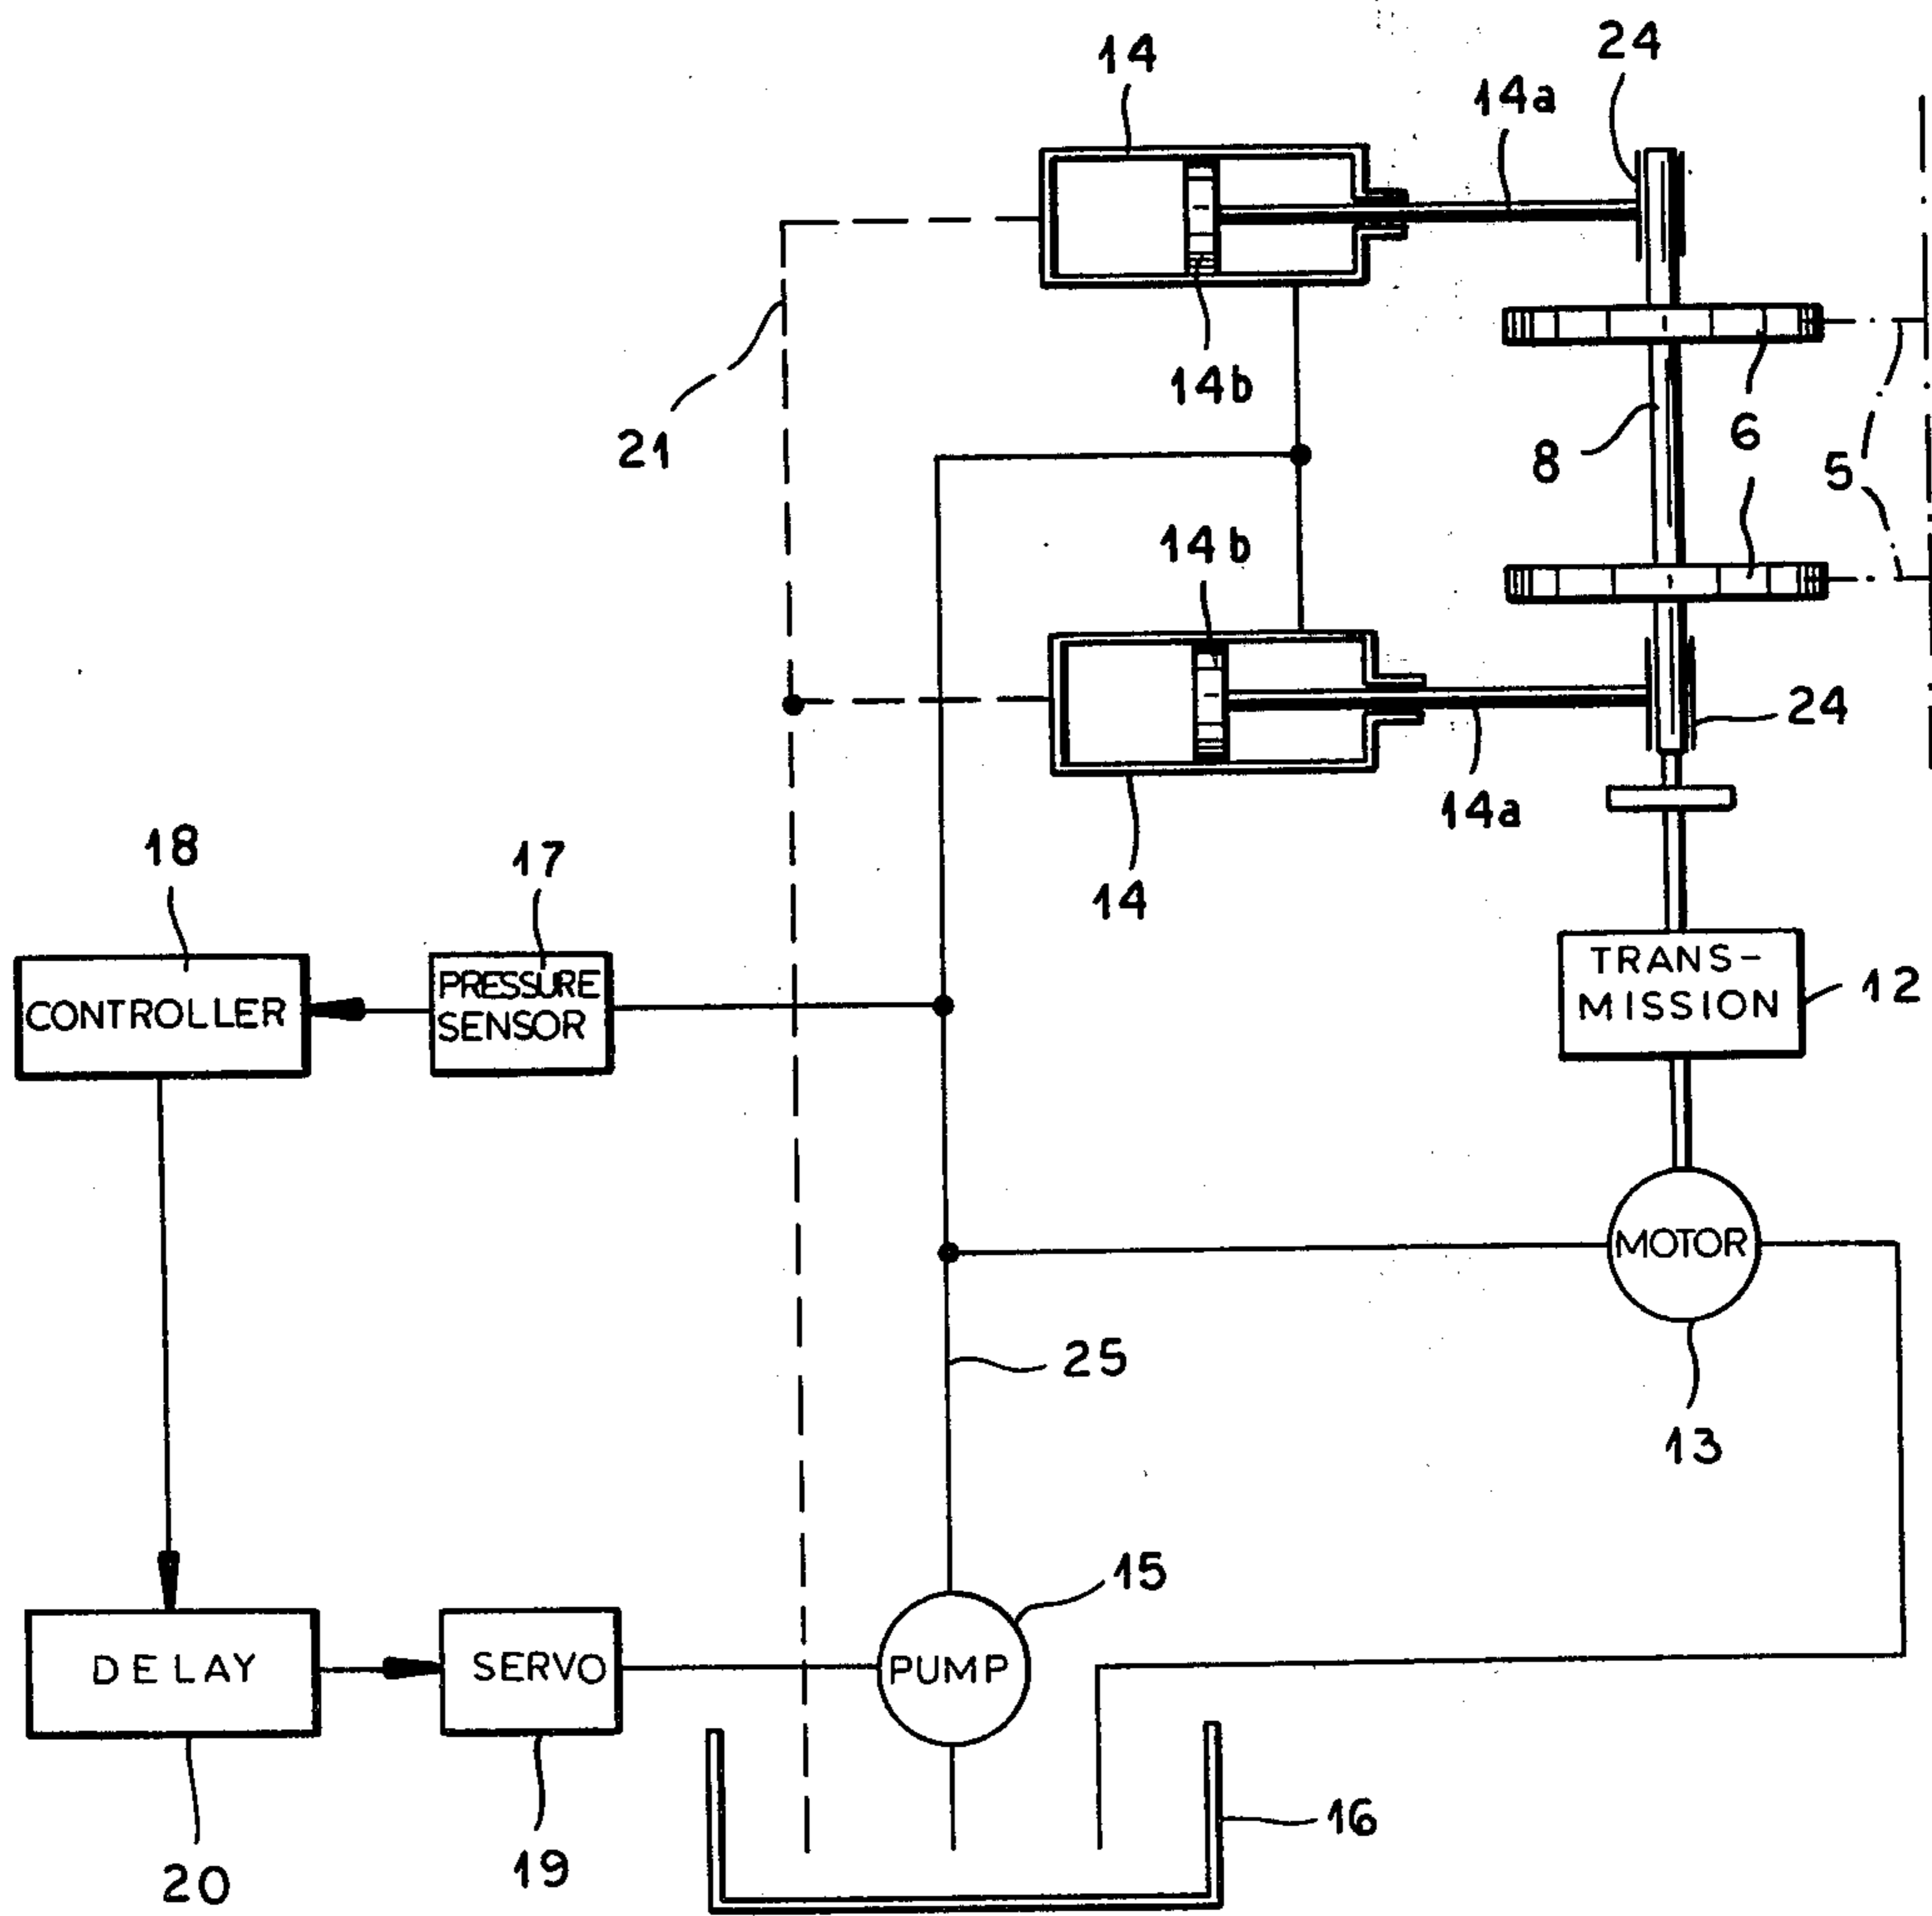 14
24
14a
14b
21
8
6
5
14b
24
14a
14
18
17
CONTROLLER
PRESSURE
SENSOR
TRANS-
MISSION
12
MOTOR
25
13
15
DELAY
SERVO
PUMP
16
20
19